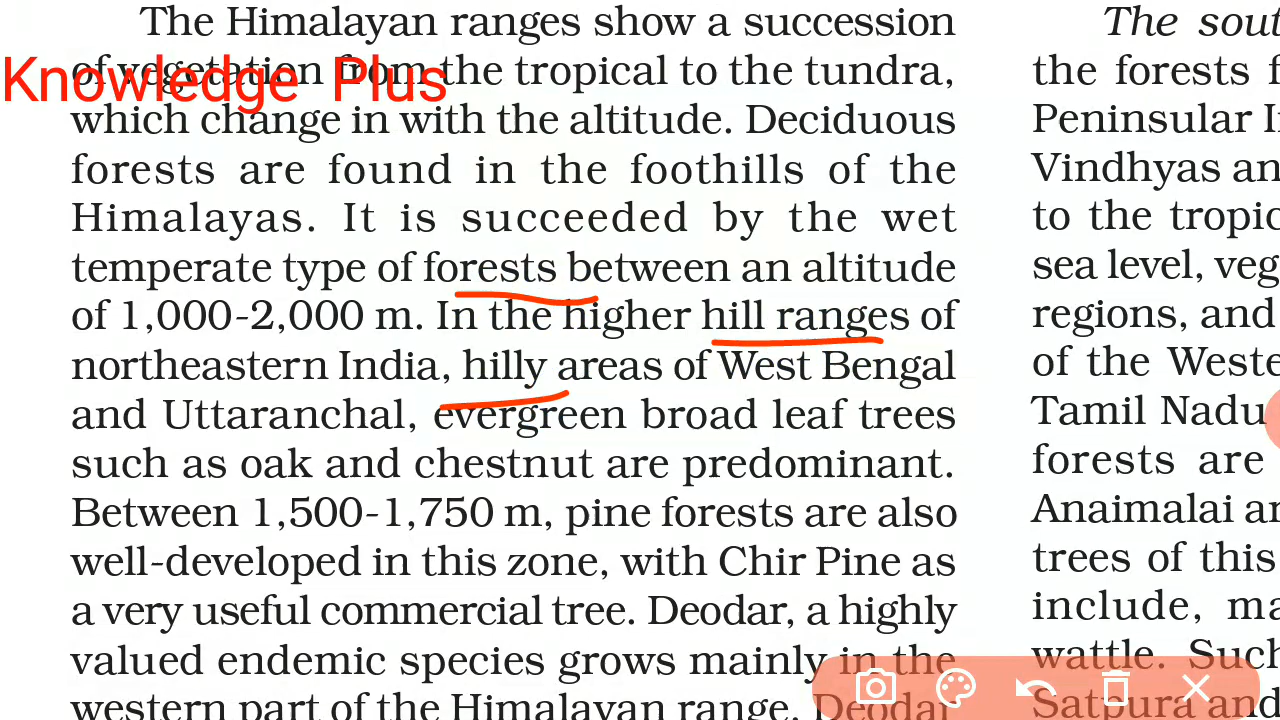 The Himalayan ranges show a succession
of vegetation from the tropical to the tundra,
which change in with the altitude. Deciduous
forests are found in the foothills of the
Himalayas. It is succeeded by the wet
temperate type of forests between an altitude
of 1,000-2,000 m. In the higher hill ranges of
northeastern India, hilly areas of West Bengal
and Uttaranchal, evergreen broad leaf trees
such as oak and chestnut are predominant.
Between 1,500-1,750 m, pine forests are also
well-developed in this zone, with Chir Pine as
a very useful commercial tree. Deodar, a highly
valued endemic species grows mainly in the
western part of the Himalayan range. Deodar
Knowledge Plus
The
the forests
Peninsular
Vindhyas
to the
sea level,
regions, and
of the
Tamil Nadu
forests are
Anaimalai
trees of this
include,
wattle. Such
Satpura and